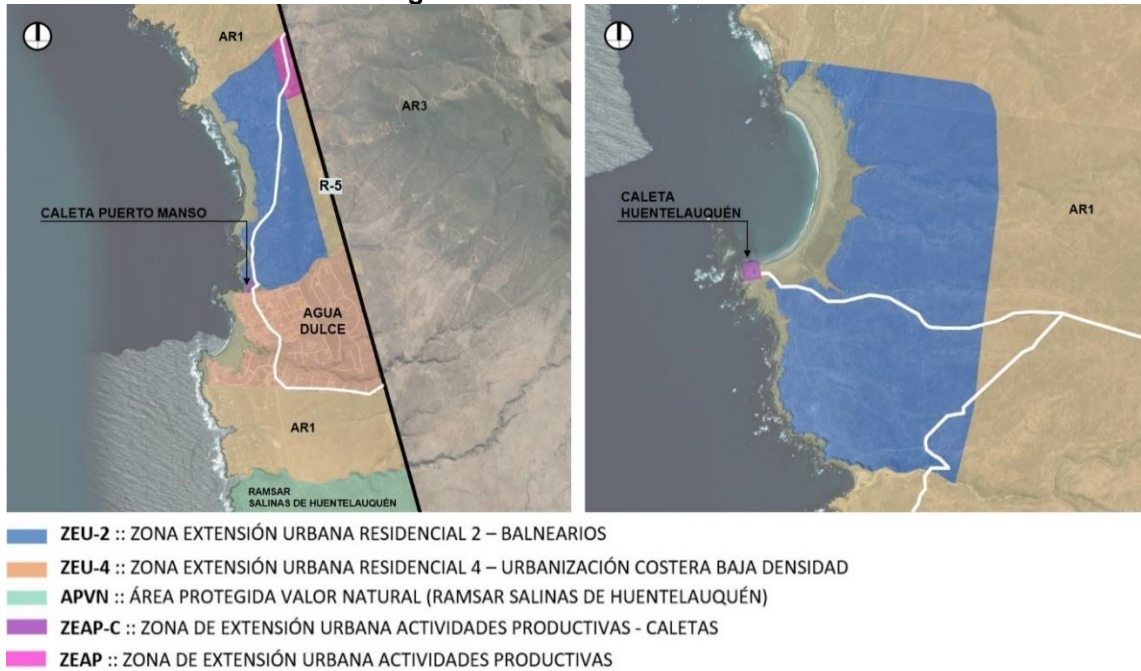 AR1
AR3
R-5
CALETA PUERTO MANSO
AGUA
DULCE
AR1
RAMSAR
SALINAS DE HUENTELAUQUÉN
CALETA
HUENTELAUQUÉN
AR1
ZEU-2 :: ZONA EXTENSIÓN URBANA RESIDENCIAL 2 – BALNEARIOS
ZEU-4 :: ZONA EXTENSIÓN URBANA RESIDENCIAL 4 – URBANIZACIÓN COSTERA BAJA DENSIDAD
APVN :: ÁREA PROTEGIDA VALOR NATURAL (RAMSAR SALINAS DE HUENTELAUQUÉN)
ZEAP-C :: ZONA DE EXTENSIÓN URBANA ACTIVIDADES PRODUCTIVAS - CALETAS
ZEAP :: ZONA DE EXTENSIÓN URBANA ACTIVIDADES PRODUCTIVAS